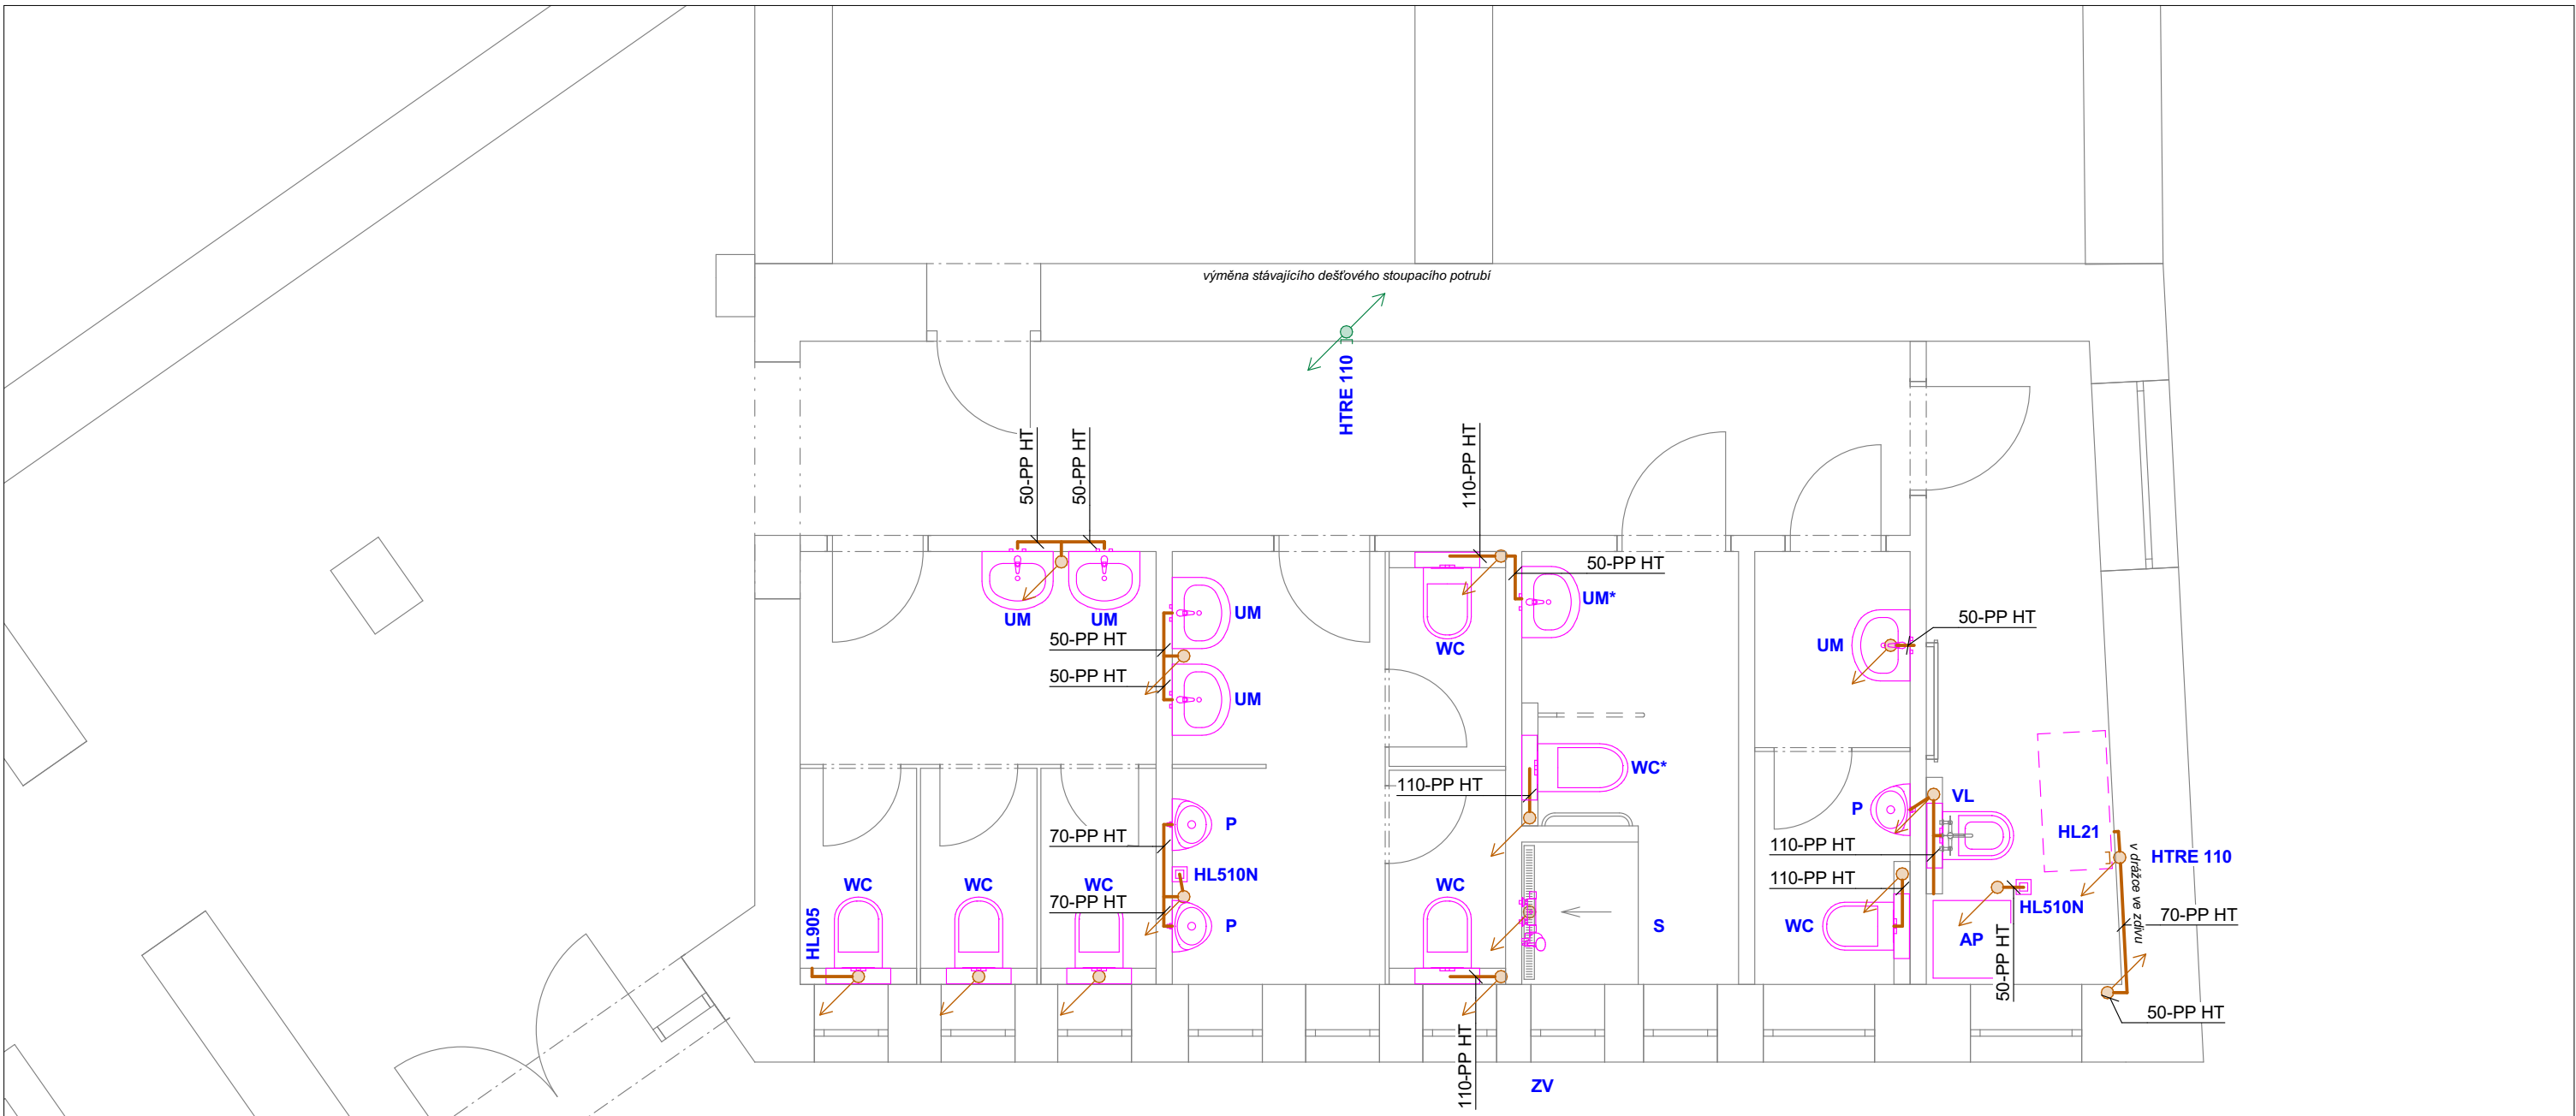 výměna stávajícího dešťového stoupacího potrubí
HTRE 110
50-PP HT
50-PP HT
110-PP HT
50-PP HT
UM*
UM
UM
UM
WC
50-PP HT
UM
50-PP HT
50-PP HT
UM
WC*
110-PP HT
P
VL
P
70-PP HT
HL21
110-PP HT
v drážce ve zdivu
HTRE 110
HL510N
110-PP HT
WC
WC
WC
WC
70-PP HT
HL510N
HL905
P
S
WC
AP
70-PP HT
50-PP HT
50-PP HT
110-PP HT
ZV